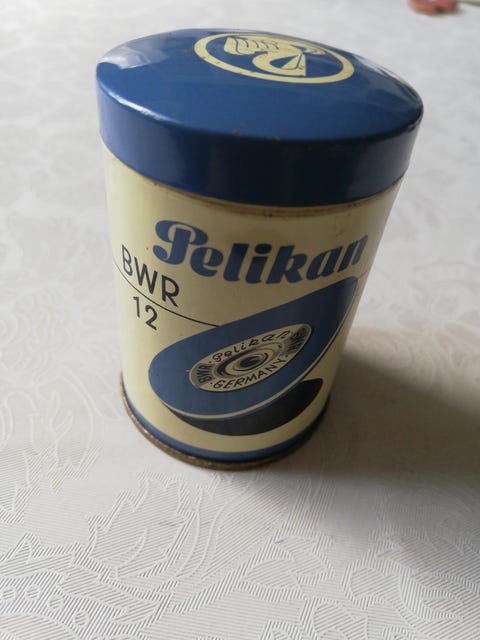 Pelikan
BWR
12
BWR · Pelikan
· GERMANY ·